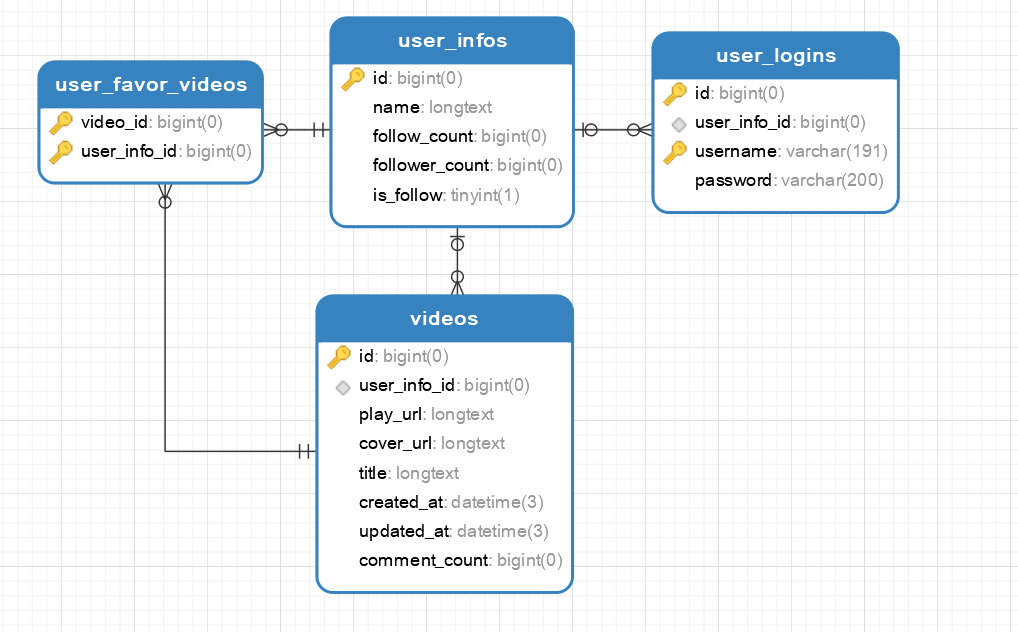 user_favor_videos
video_id: bigint(0)
user_info_id: bigint(0)
user_infos
id: bigint(0)
name: longtext
follow_count: bigint(0)
follower_count: bigint(0)
is_follow: tinyint(1)
user_logins
id: bigint(0)
user_info_id: bigint(0)
username: varchar(191)
password: varchar(200)
videos
id: bigint(0)
user_info_id: bigint(0)
play_url: longtext
cover_url: longtext
title: longtext
created_at: datetime(3)
updated_at: datetime(3)
comment_count: bigint(0)